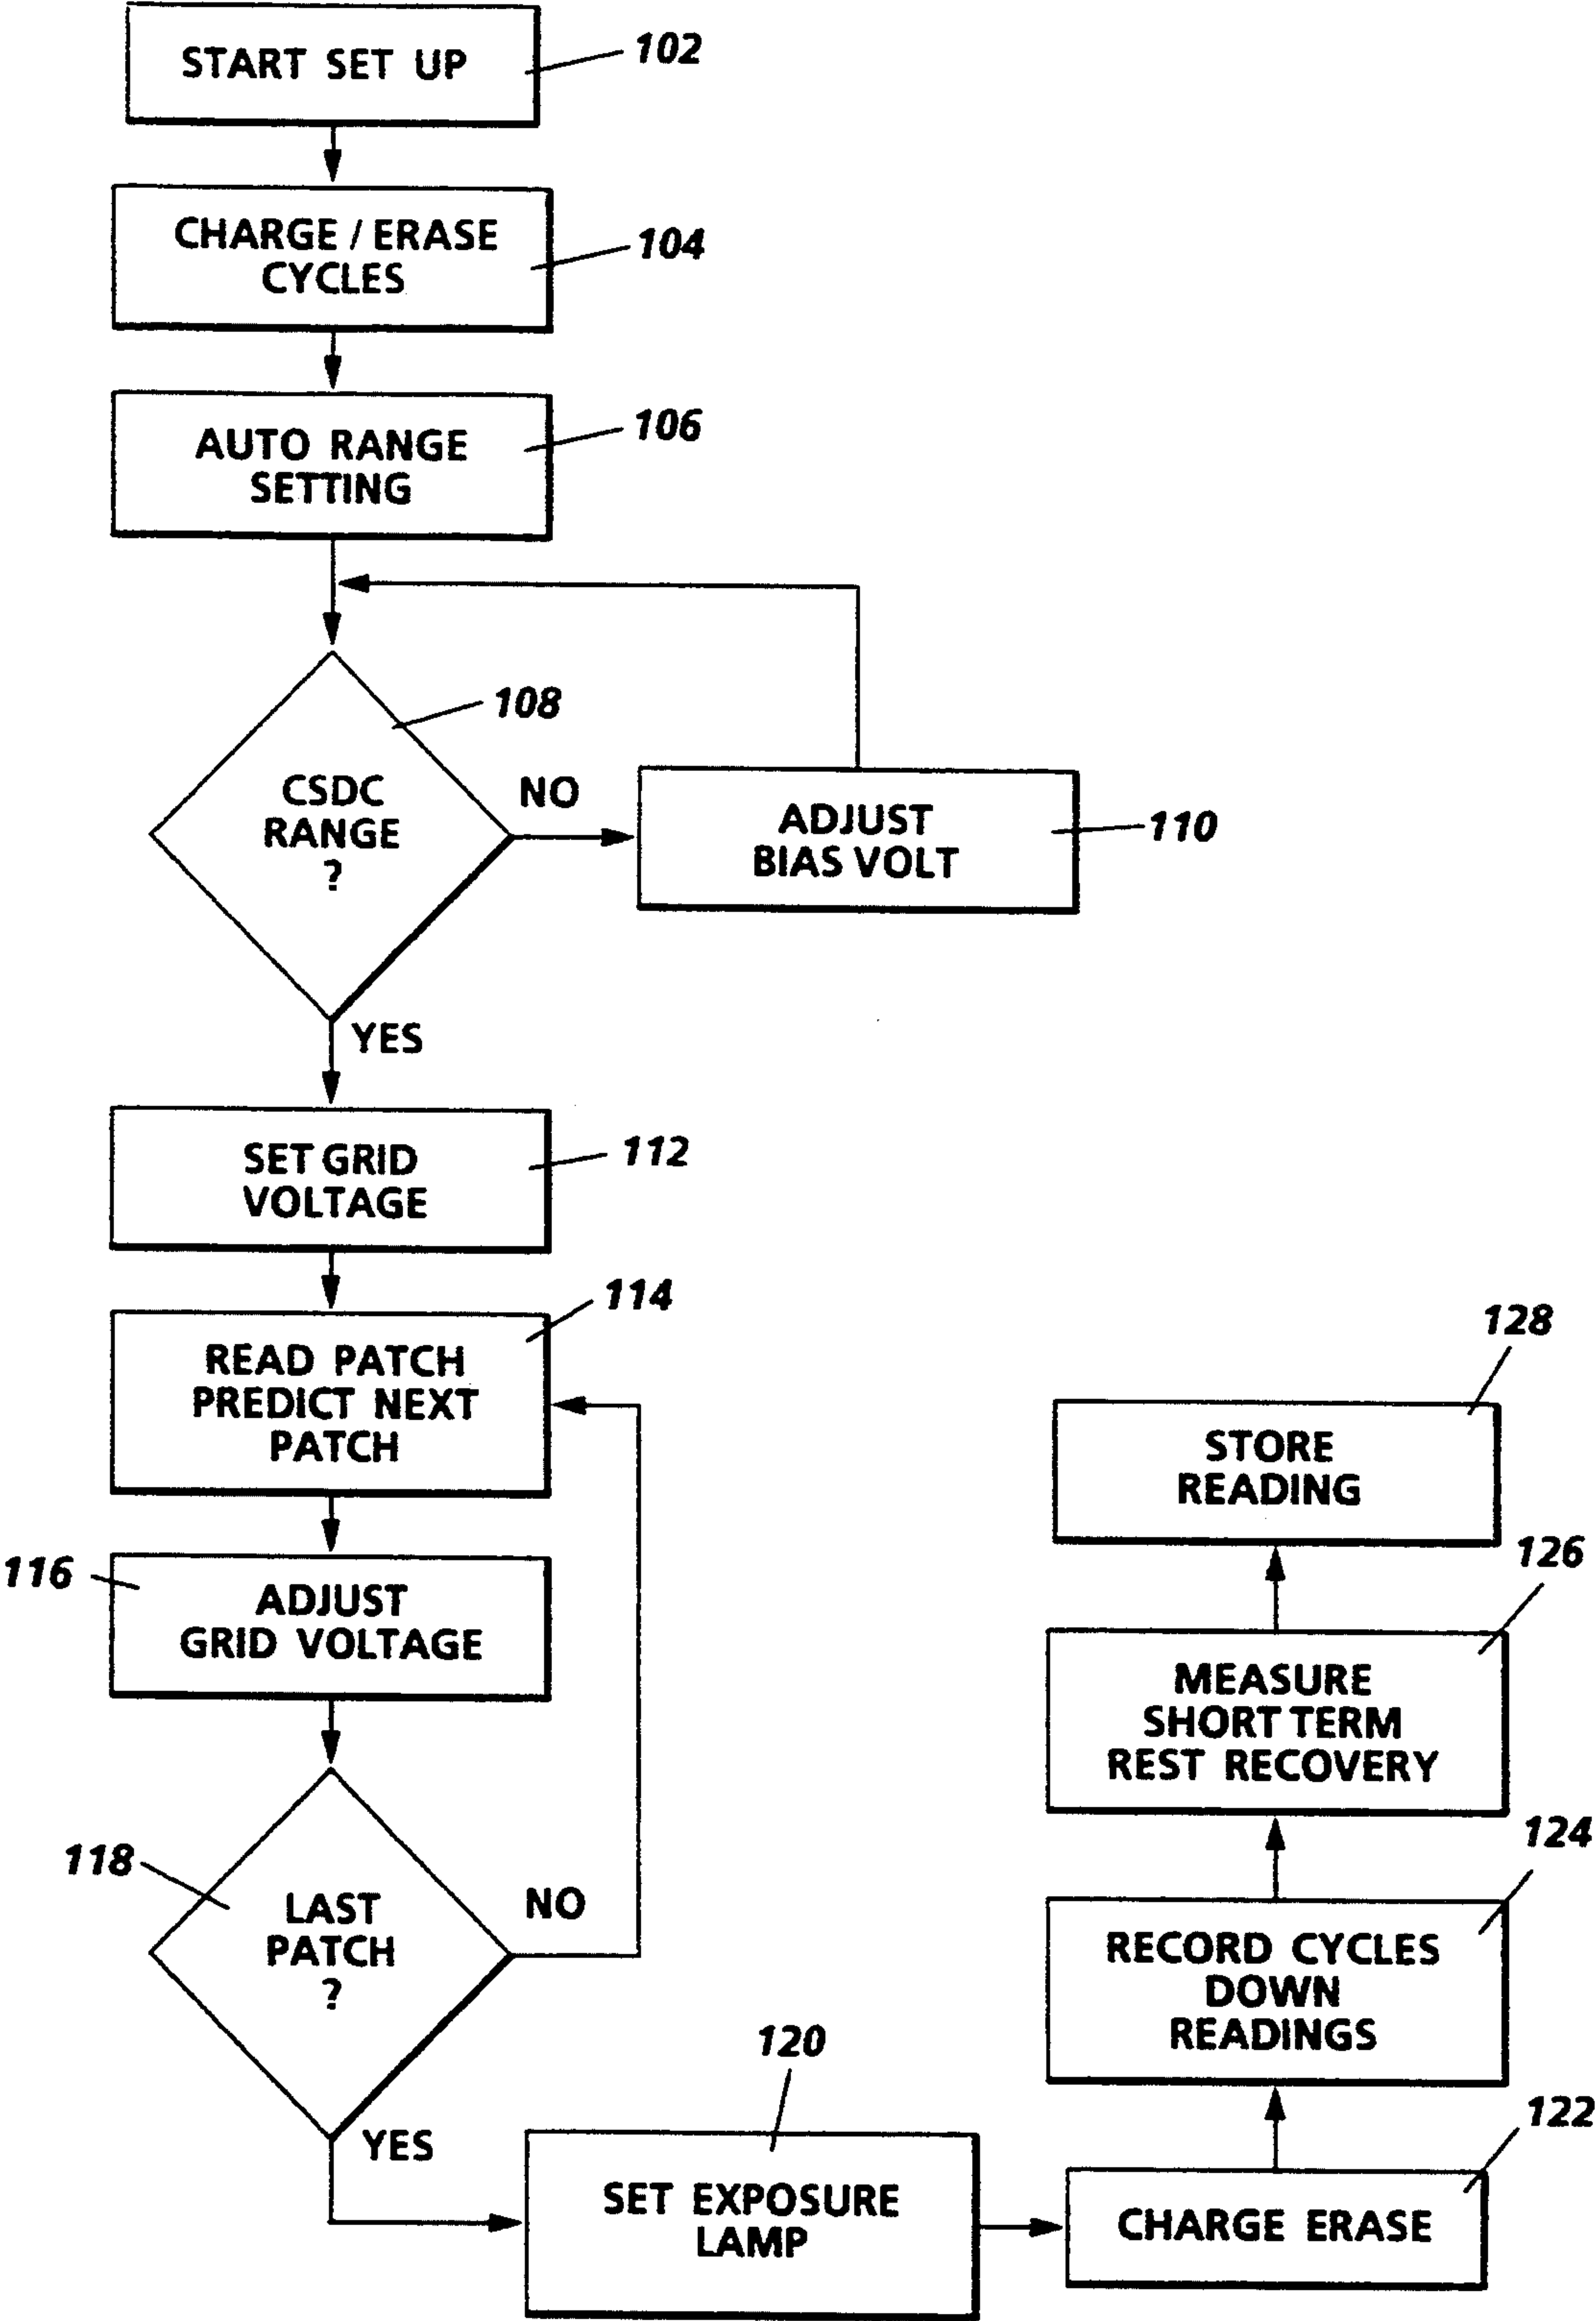 START SET UP
102
CHARGE / ERASE
CYCLES
104
AUTO RANGE
SETTING
106
108
CSDC
RANGE
?
NO
ADJUST
BIAS VOLT
110
YES
SET GRID
VOLTAGE
112
114
READ PATCH
PREDICT NEXT
PATCH
116
ADJUST
GRID VOLTAGE
118
LAST
PATCH
?
NO
YES
120
SET EXPOSURE
LAMP
122
CHARGE ERASE
124
RECORD CYCLES
DOWN
READINGS
126
MEASURE
SHORT TERM
REST RECOVERY
128
STORE
READING